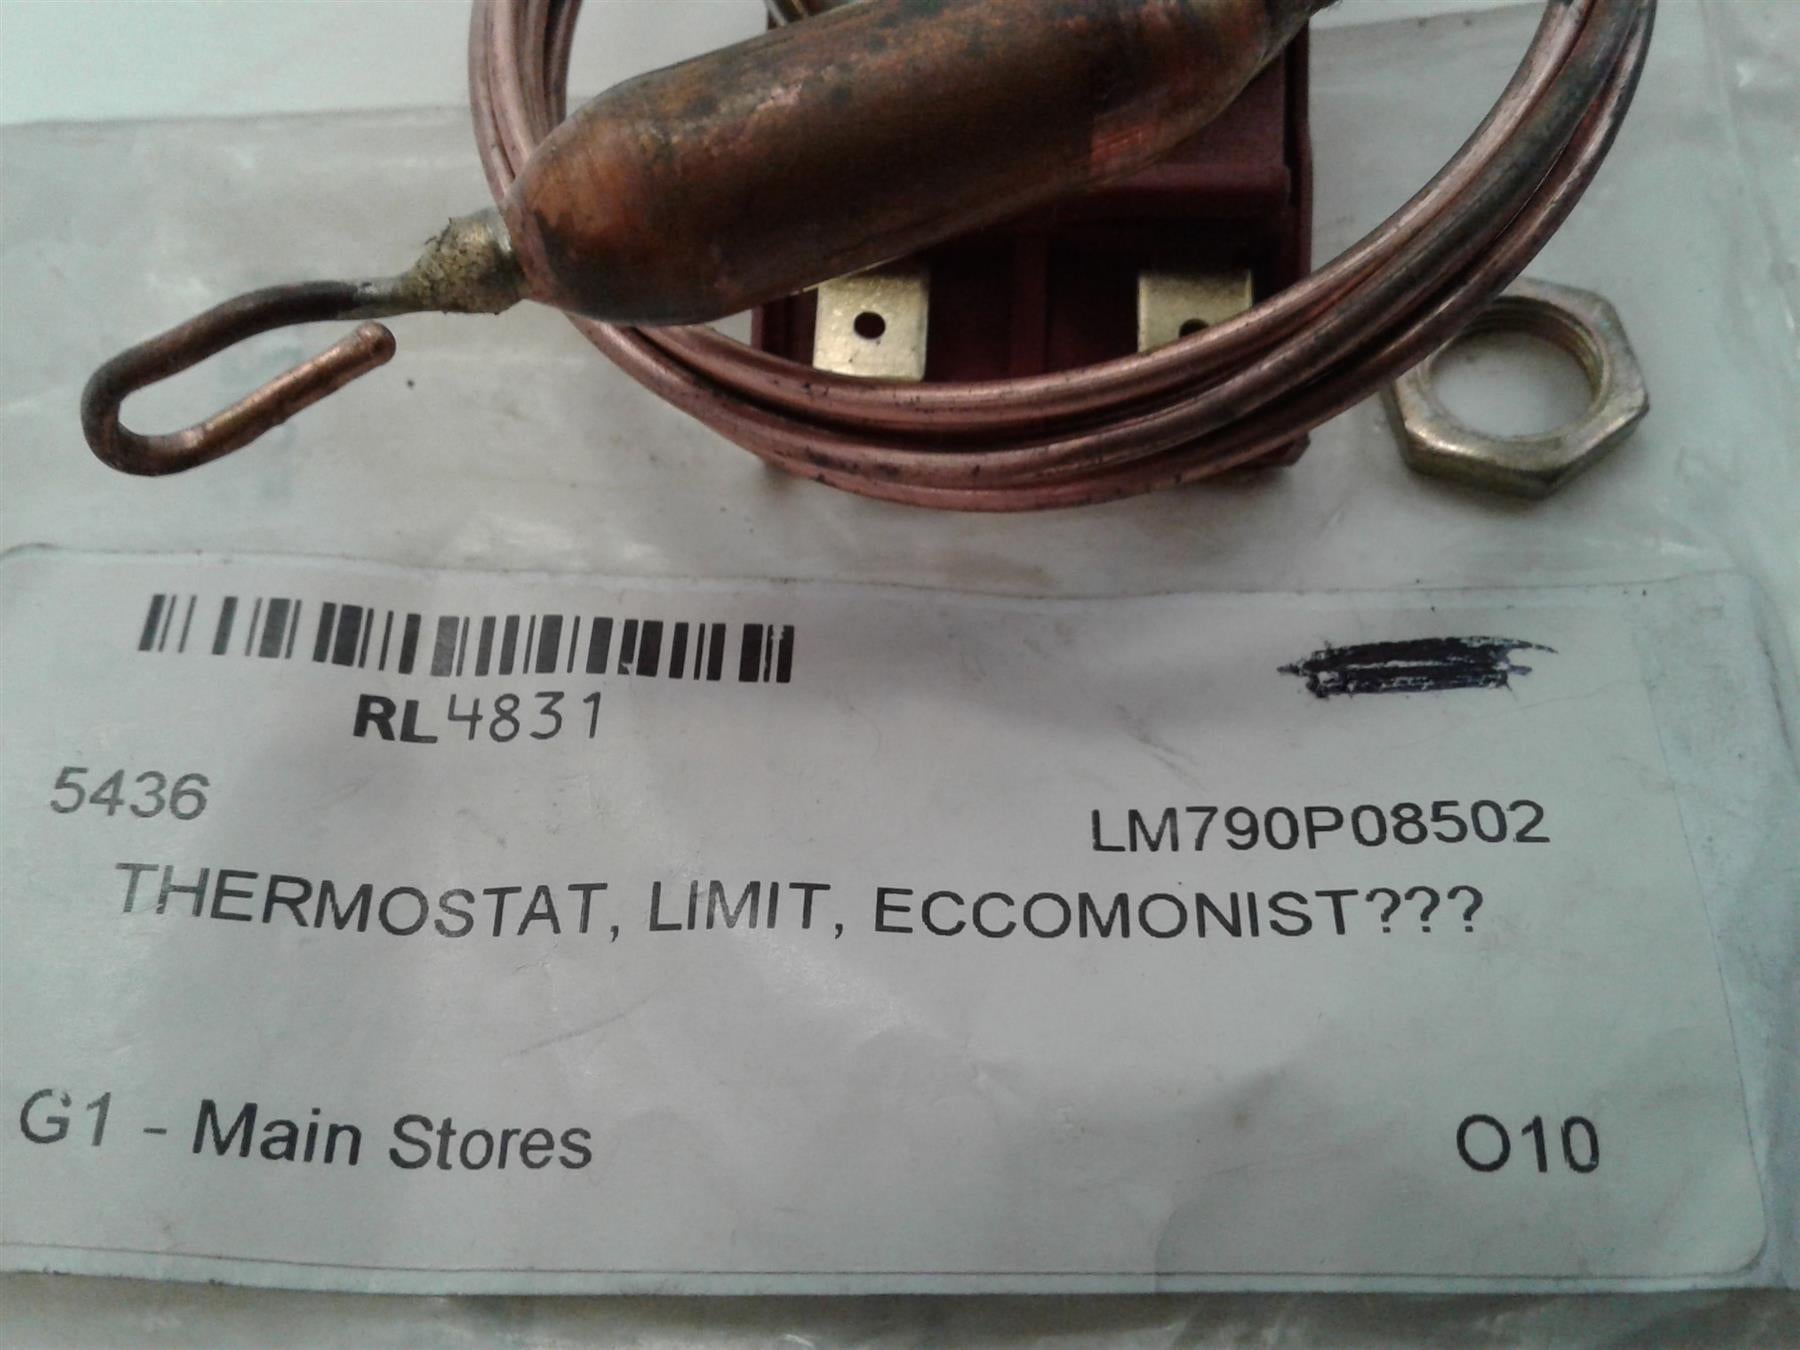 RL4831
5436 LM790P08502
THERMOSTAT, LIMIT, ECCOMONIST???
G1 - Main Stores O10